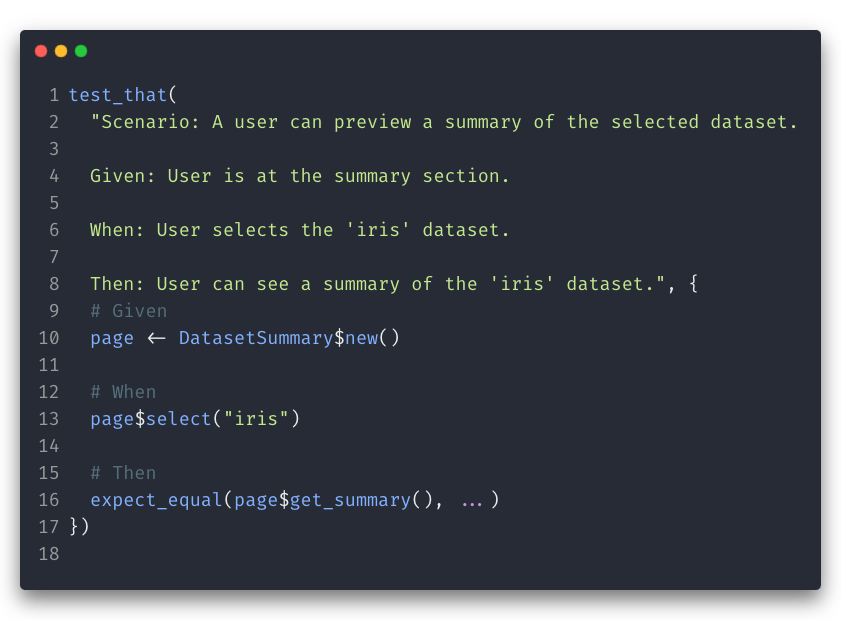 1 test_that(
2   "Scenario: A user can preview a summary of the selected dataset.
3
4   Given: User is at the summary section.
5
6   When: User selects the 'iris' dataset.
7
8   Then: User can see a summary of the 'iris' dataset.", {
9   # Given
10   page <- DatasetSummary$new()
11
12   # When
13   page$select("iris")
14
15   # Then
16   expect_equal(page$get_summary(), ...)
17 })
18